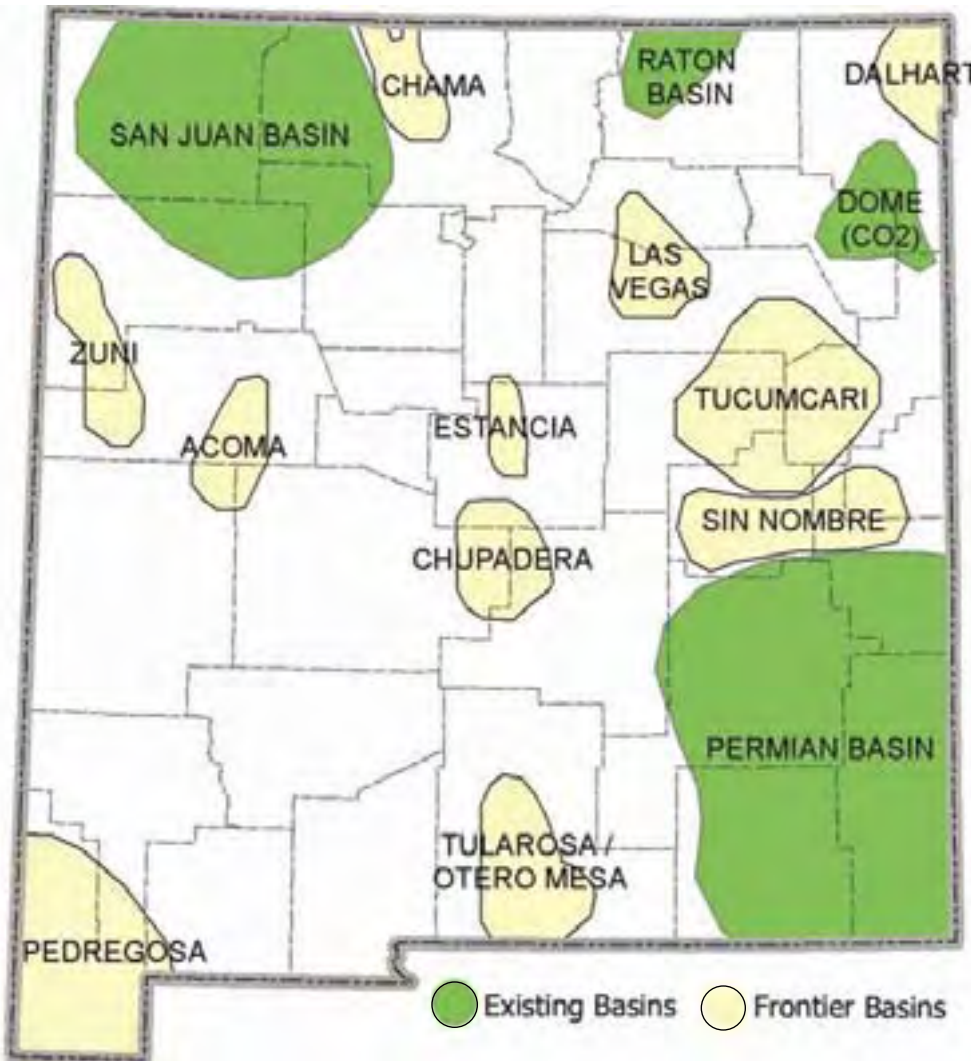 CHAMA
RATON
BASIN
DALHART
SAN JUAN BASIN
DOME
(CO2)
LAS
VEGAS
ZUNI
TUCUMCARI
ACOMA
ESTANCIA
SIN NOMBRE
CHUPADERA
PERMIAN BASIN
TULAROSA /
OTERO MESA
PEDREGOSA
Existing Basins
Frontier Basins